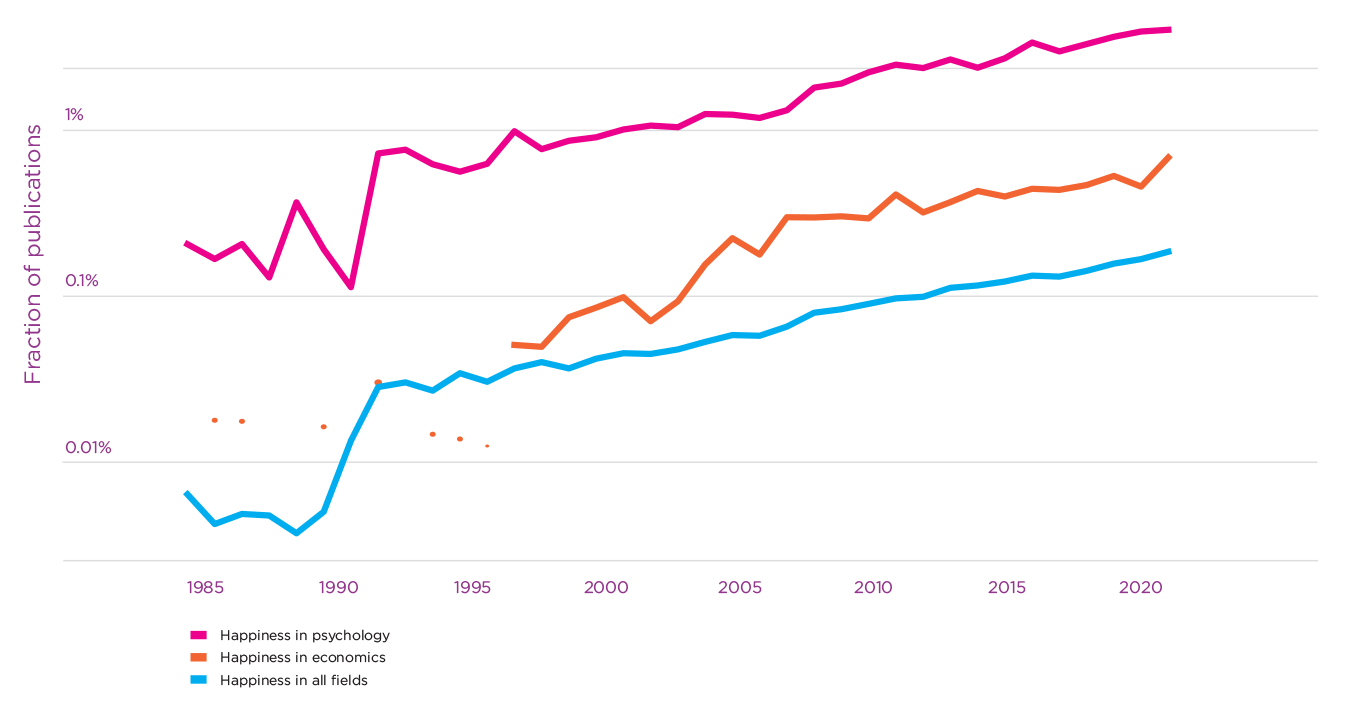 Fraction of publications
1%
0.1%
0.01%
1985 1990 1995 2000 2005 2010 2015 2020
Happiness in psychology
Happiness in economics
Happiness in all fields